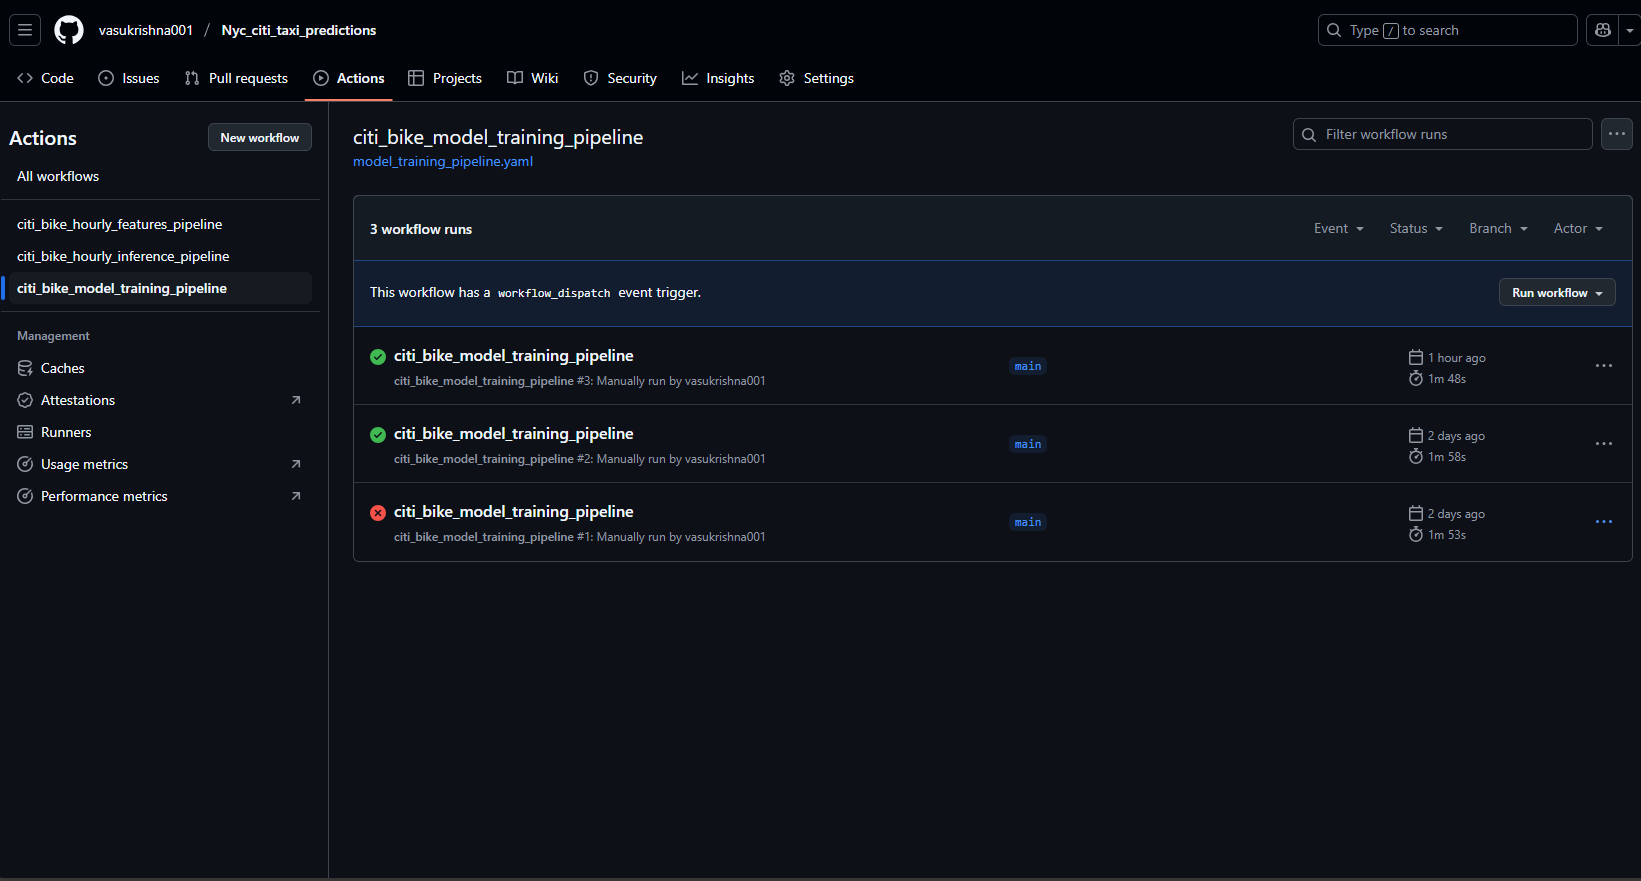 vasukrishna001 / Nyc_citi_taxi_predictions
Type / to search
Code Issues Pull requests Actions Projects Wiki Security Insights Settings
Actions
New workflow
All workflows
citi_bike_hourly_features_pipeline
citi_bike_hourly_inference_pipeline
citi_bike_model_training_pipeline
Management
Caches
Attestations
Runners
Usage metrics
Performance metrics
citi_bike_model_training_pipeline
model_training_pipeline.yaml
Filter workflow runs
3 workflow runs
Event Status Branch Actor
This workflow has a workflow_dispatch event trigger.
Run workflow
citi_bike_model_training_pipeline
citi_bike_model_training_pipeline #3: Manually run by vasukrishna001
main
1 hour ago
1m 48s
citi_bike_model_training_pipeline
citi_bike_model_training_pipeline #2: Manually run by vasukrishna001
main
2 days ago
1m 58s
citi_bike_model_training_pipeline
citi_bike_model_training_pipeline #1: Manually run by vasukrishna001
main
2 days ago
1m 53s